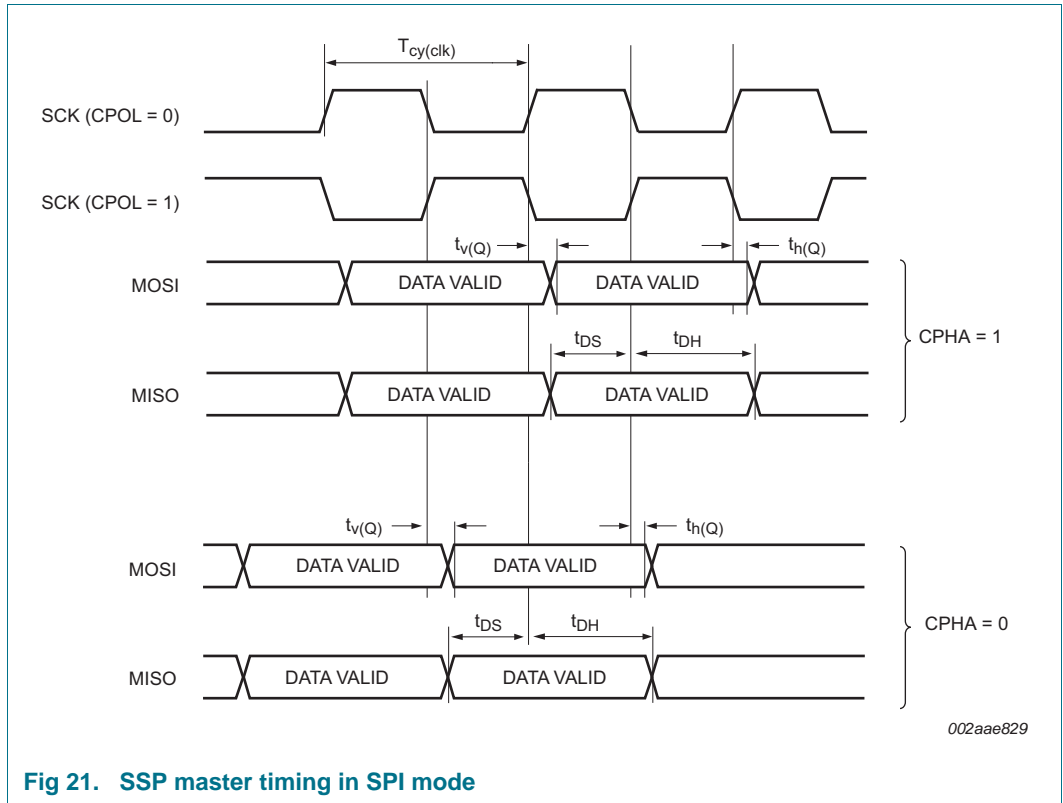 Tcy(clk)
SCK (CPOL = 0)
SCK (CPOL = 1)
tv(Q) th(Q)
MOSI DATA VALID DATA VALID
tDS tDH
CPHA = 1
MISO DATA VALID DATA VALID
tv(Q) th(Q)
MOSI DATA VALID DATA VALID
tDS tDH
CPHA = 0
MISO DATA VALID DATA VALID
002aae829
Fig 21. SSP master timing in SPI mode